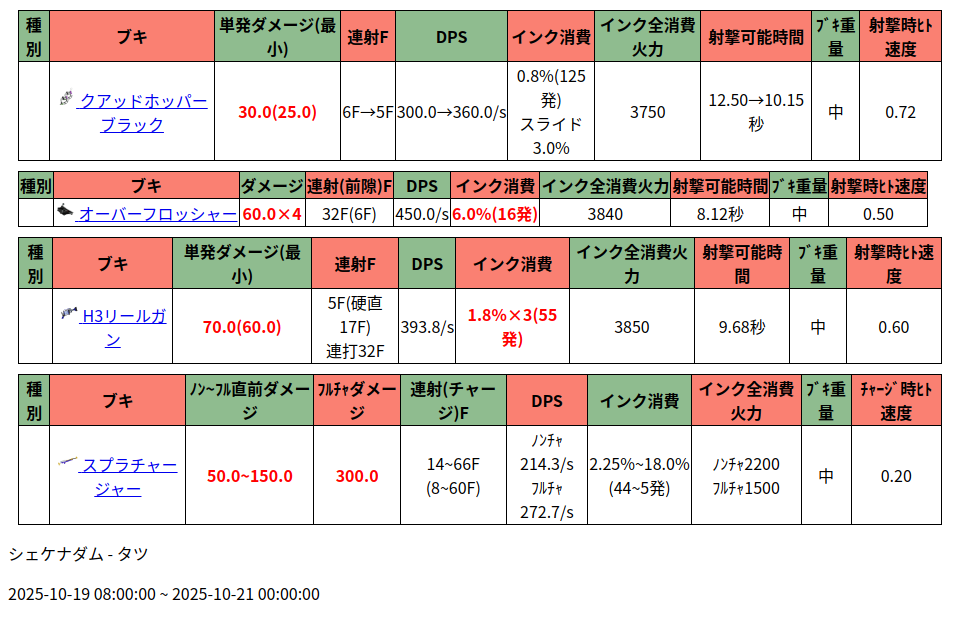 種別 ブキ 単発ダメージ(最小) 連射F DPS インク消費 インク全消費火力 射撃可能時間 ﾌﾞｷ重量 射撃時ﾋﾄ速度
クアッドホッパーブラック 30.0(25.0) 6F→5F 300.0→360.0/s 0.8%(125発) スライド3.0% 3750 12.50→10.15秒 中 0.72
種別 ブキ ダメージ 連射(前隙)F DPS インク消費 インク全消費火力 射撃可能時間 ﾌﾞｷ重量 射撃時ﾋﾄ速度
オーバーフロッシャー 60.0×4 32F(6F) 450.0/s 6.0%(16発) 3840 8.12秒 中 0.50
種別 ブキ 単発ダメージ(最小) 連射F DPS インク消費 インク全消費火力 射撃可能時間 ﾌﾞｷ重量 射撃時ﾋﾄ速度
H3リールガン 70.0(60.0) 5F(硬直17F) 連打32F 393.8/s 1.8%×3(55発) 3850 9.68秒 中 0.60
種別 ブキ ﾉﾝ~ﾌﾙ直前ダメージ ﾌﾙﾁｬダメージ 連射(チャージ)F DPS インク消費 インク全消費火力 ﾌﾞｷ重量 ﾁｬｰｼﾞ時ﾋﾄ速度
スプラチャージャー 50.0~150.0 300.0 14~66F (8~60F) ﾉﾝﾁｬ 214.3/s ﾌﾙﾁｬ 272.7/s 2.25%~18.0% (44~5発) ﾉﾝﾁｬ2200 ﾌﾙﾁｬ1500 中 0.20
シェケナダム - タツ
2025-10-19 08:00:00 ~ 2025-10-21 00:00:00